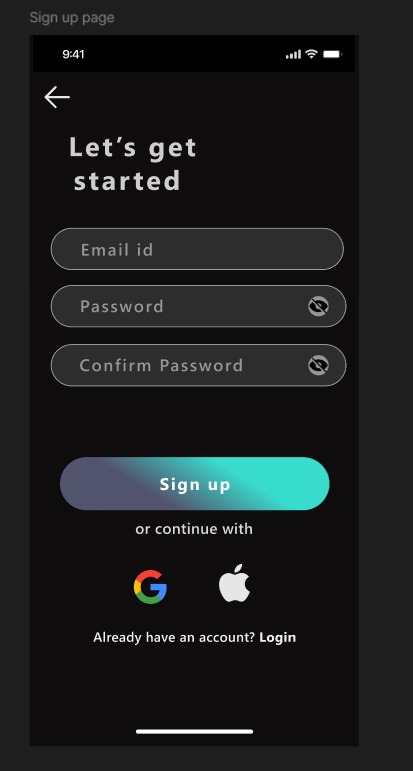 Sign up page
9:41
Let’s get
started
Email id
Password
Confirm Password
Sign up
or continue with
Already have an account? Login